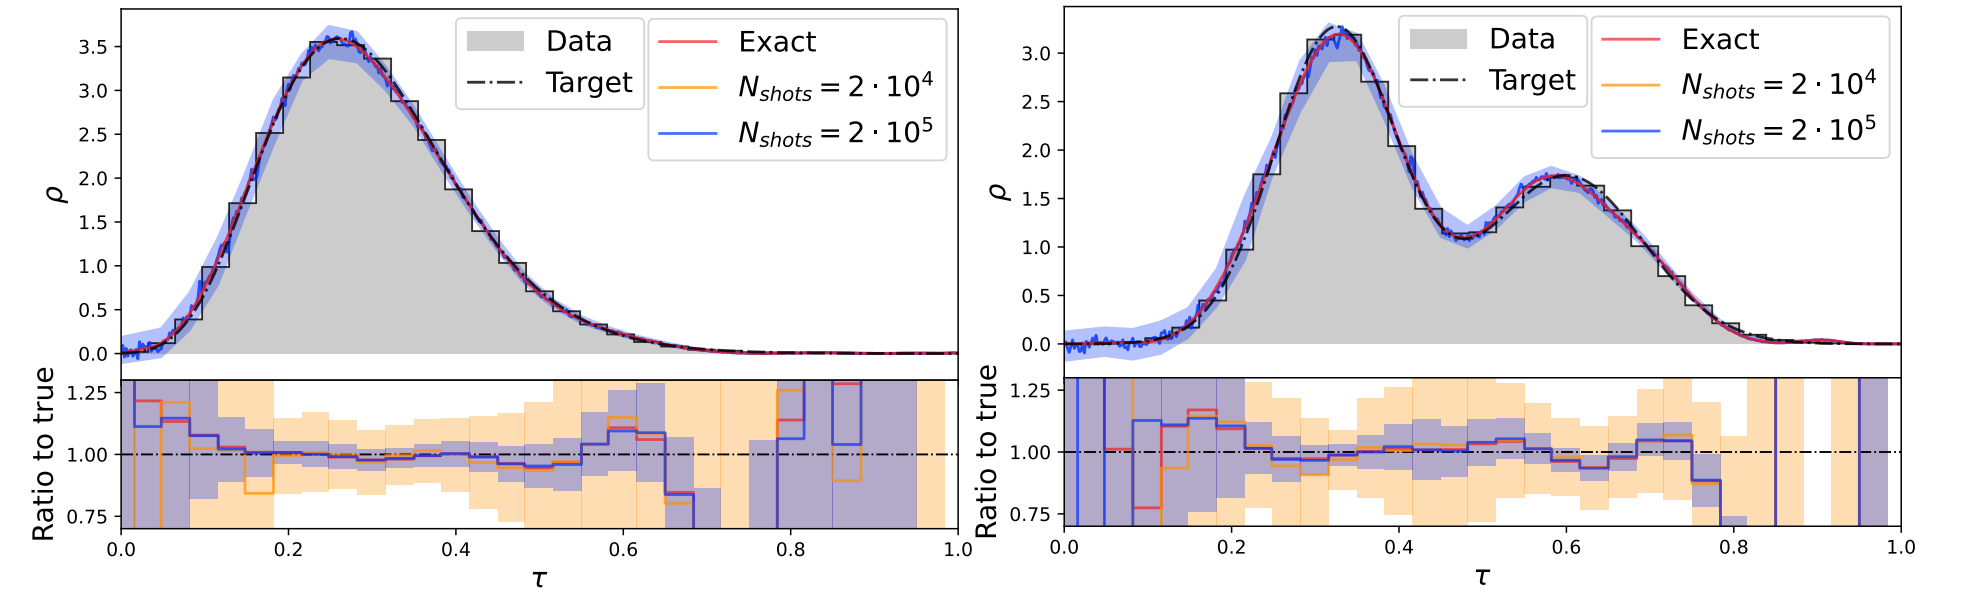 3.5
3.0
2.5
2.0
1.5
1.0
0.5
0.0
ρ
Data
Target
Exact
N_shots = 2 · 10^4
N_shots = 2 · 10^5
1.25
1.00
0.75
Ratio to true
0.0 0.2 0.4 0.6 0.8 1.0
τ
3.0
2.5
2.0
1.5
1.0
0.5
0.0
ρ
Data
Target
Exact
N_shots = 2 · 10^4
N_shots = 2 · 10^5
1.25
1.00
0.75
Ratio to true
0.0 0.2 0.4 0.6 0.8 1.0
τ